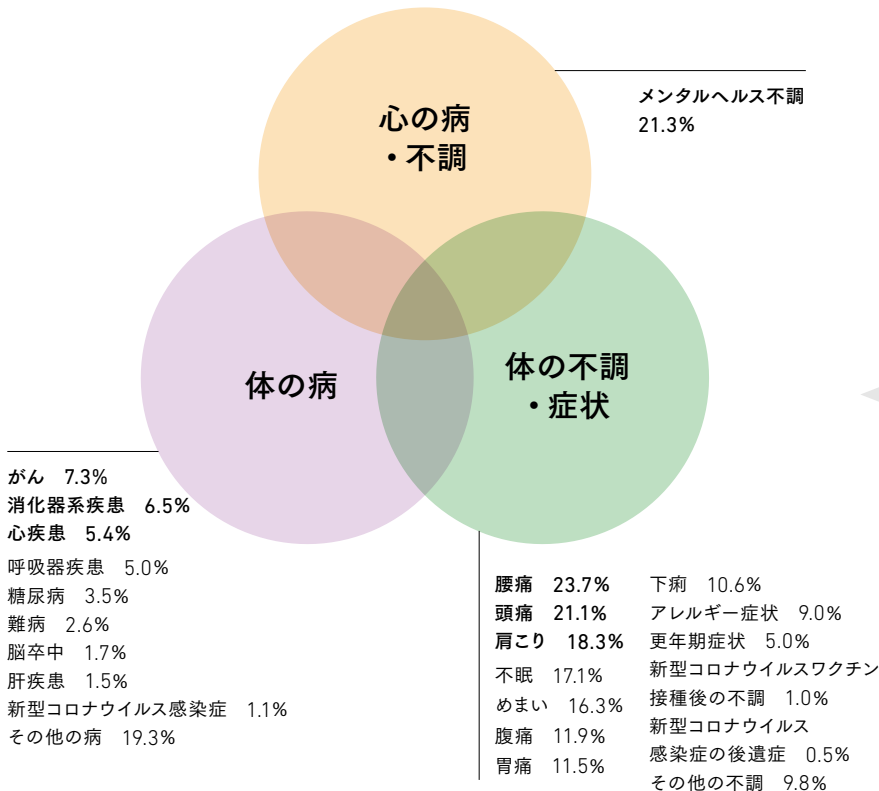 心の病
・不調
メンタルヘルス不調
21.3%
体の病
体の不調
・症状
がん 7.3%
消化器系疾患 6.5%
心疾患 5.4%
呼吸器疾患 5.0%
糖尿病 3.5%
難病 2.6%
脳卒中 1.7%
肝疾患 1.5%
新型コロナウイルス感染症 1.1%
その他の病 19.3%
腰痛 23.7%
頭痛 21.1%
肩こり 18.3%
不眠 17.1%
めまい 16.3%
腹痛 11.9%
胃痛 11.5%
下痢 10.6%
アレルギー症状 9.0%
更年期症状 5.0%
新型コロナウイルスワクチン
接種後の不調 1.0%
新型コロナウイルス
感染症の後遺症 0.5%
その他の不調 9.8%